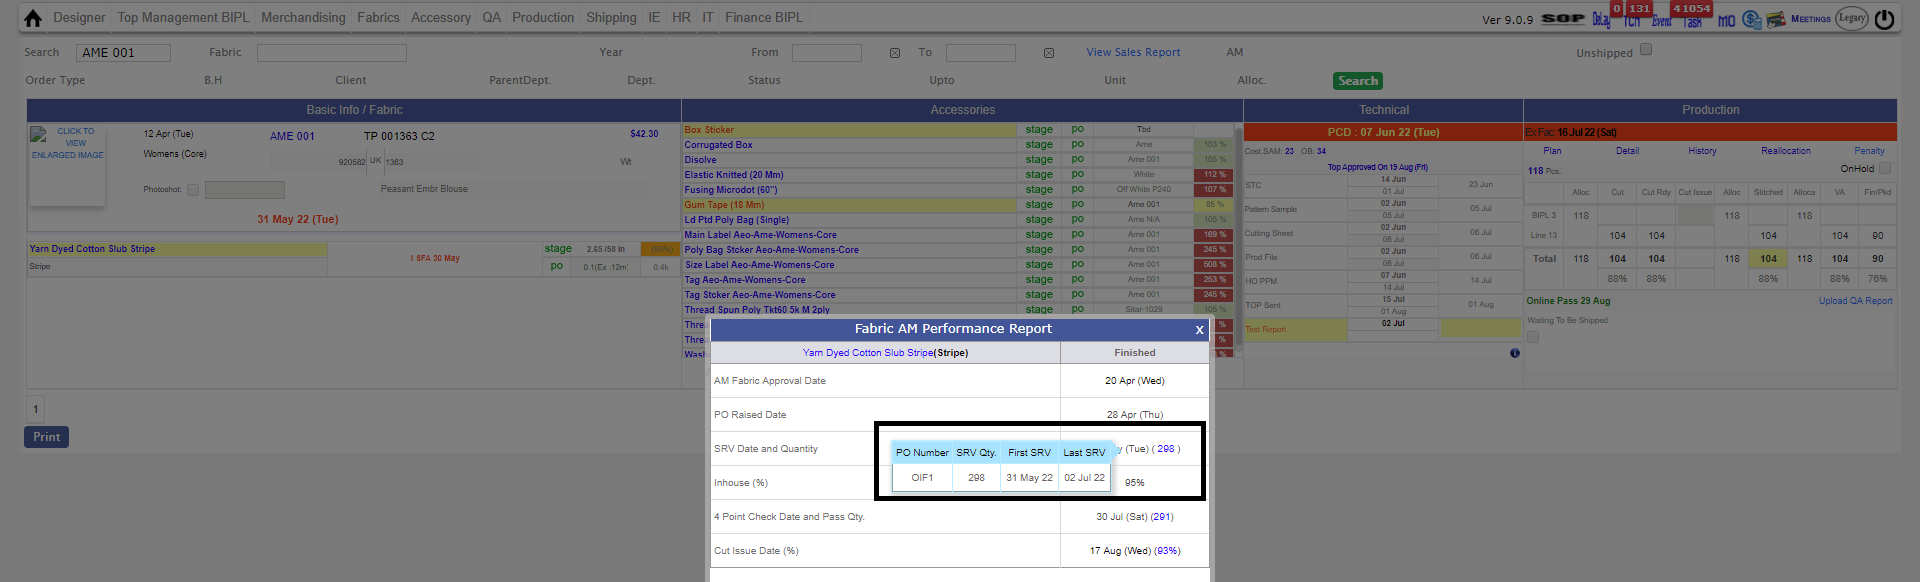 Designer Top Management BIPL Merchandising Fabrics Accessory QA Production Shipping IE HR IT Finance BIPL Ver 9.0.9 SOP Delay 0 TCN 131 Event Task 41054 MO MEETINGS Legacy
Search AME 001 Fabric Year From To View Sales Report AM Unshipped
Order Type B.H Client ParentDept. Dept. Status Upto Unit Alloc. Search
Basic Info / Fabric Accessories Technical Production
CLICK TO VIEW ENLARGED IMAGE
12 Apr (Tue) AME 001 TP 001363 C2 $42.30
Womens (Core) 920582 UK 1363 Wt
Photoshot: Peasant Embr Blouse
31 May 22 (Tue)
Yarn Dyed Cotton Slub Stripe stage 2.65 /58 In (95%)
I SFA 30 May
Stripe po 0.1(Ex :12m 0.4k
Box Sticker stage po Tbd
Corrugated Box stage po Ame 103 %
Disolve stage po Ame 001 105 %
Elastic Knitted (20 Mm) stage po White 112 %
Fusing Microdot (60") stage po Off White P240 107 %
Gum Tape (18 Mm) stage po Ame 001 85 %
Ld Ptd Poly Bag (Single) stage po Ame N/A 105 %
Main Label Aeo-Ame-Womens-Core stage po Ame 001 169 %
Poly Bag Stcker Ao-Ame-Womens-Core stage po Ame 001 245 %
Size Label Aeo-Ame-Womens-Core stage po Ame 001 508 %
Tag Aeo-Ame-Womens-Core stage po Ame 001 263 %
Tag Stcker Aeo-Ame-Womens-Core stage po Ame 001 245 %
Thread Spun Poly Tkt60 5k M 2ply stage po Sitar-1029
Threa %
Threa %
Wash %
PCD : 07 Jun 22 (Tue)
Cost.SAM: 23 OB: 34
Top Approved On 19 Aug (Fri)
STC 14 Jun 01 Jul 23 Jun
Pattern Sample 02 Jun 05 Jul 05 Jul
Cutting Sheet 02 Jun 06 Jul 06 Jul
Prod File 02 Jun 06 Jul 06 Jul
HO PPM 07 Jun 14 Jul 14 Jul
TOP Sent 15 Jul 01 Aug 01 Aug
Test Report 02 Jul
Ex Fac: 16 Jul 22 (Sat)
Plan Detail History Reallocation Penalty
118 Pcs. OnHold
Alloc Cut Cut Rdy Cut Issue Alloc Stitched Alloca VA Fin/Pkd
BIPL 3 118 118 118
Line 13 104 104 104 104 90
Total 118 104 104 118 104 118 104 90
88% 88% 88% 88% 76%
Online Pass 29 Aug Upload QA Report
Waiting To Be Shipped
Fabric AM Performance Report X
Yarn Dyed Cotton Slub Stripe(Stripe) Finished
AM Fabric Approval Date 20 Apr (Wed)
PO Raised Date 28 Apr (Thu)
SRV Date and Quantity y (Tue) ( 298 )
PO Number SRV Qty. First SRV Last SRV
OIF1 298 31 May 22 02 Jul 22
Inhouse (%) 95%
4 Point Check Date and Pass Qty. 30 Jul (Sat) (291)
Cut Issue Date (%) 17 Aug (Wed) (93%)
1
Print